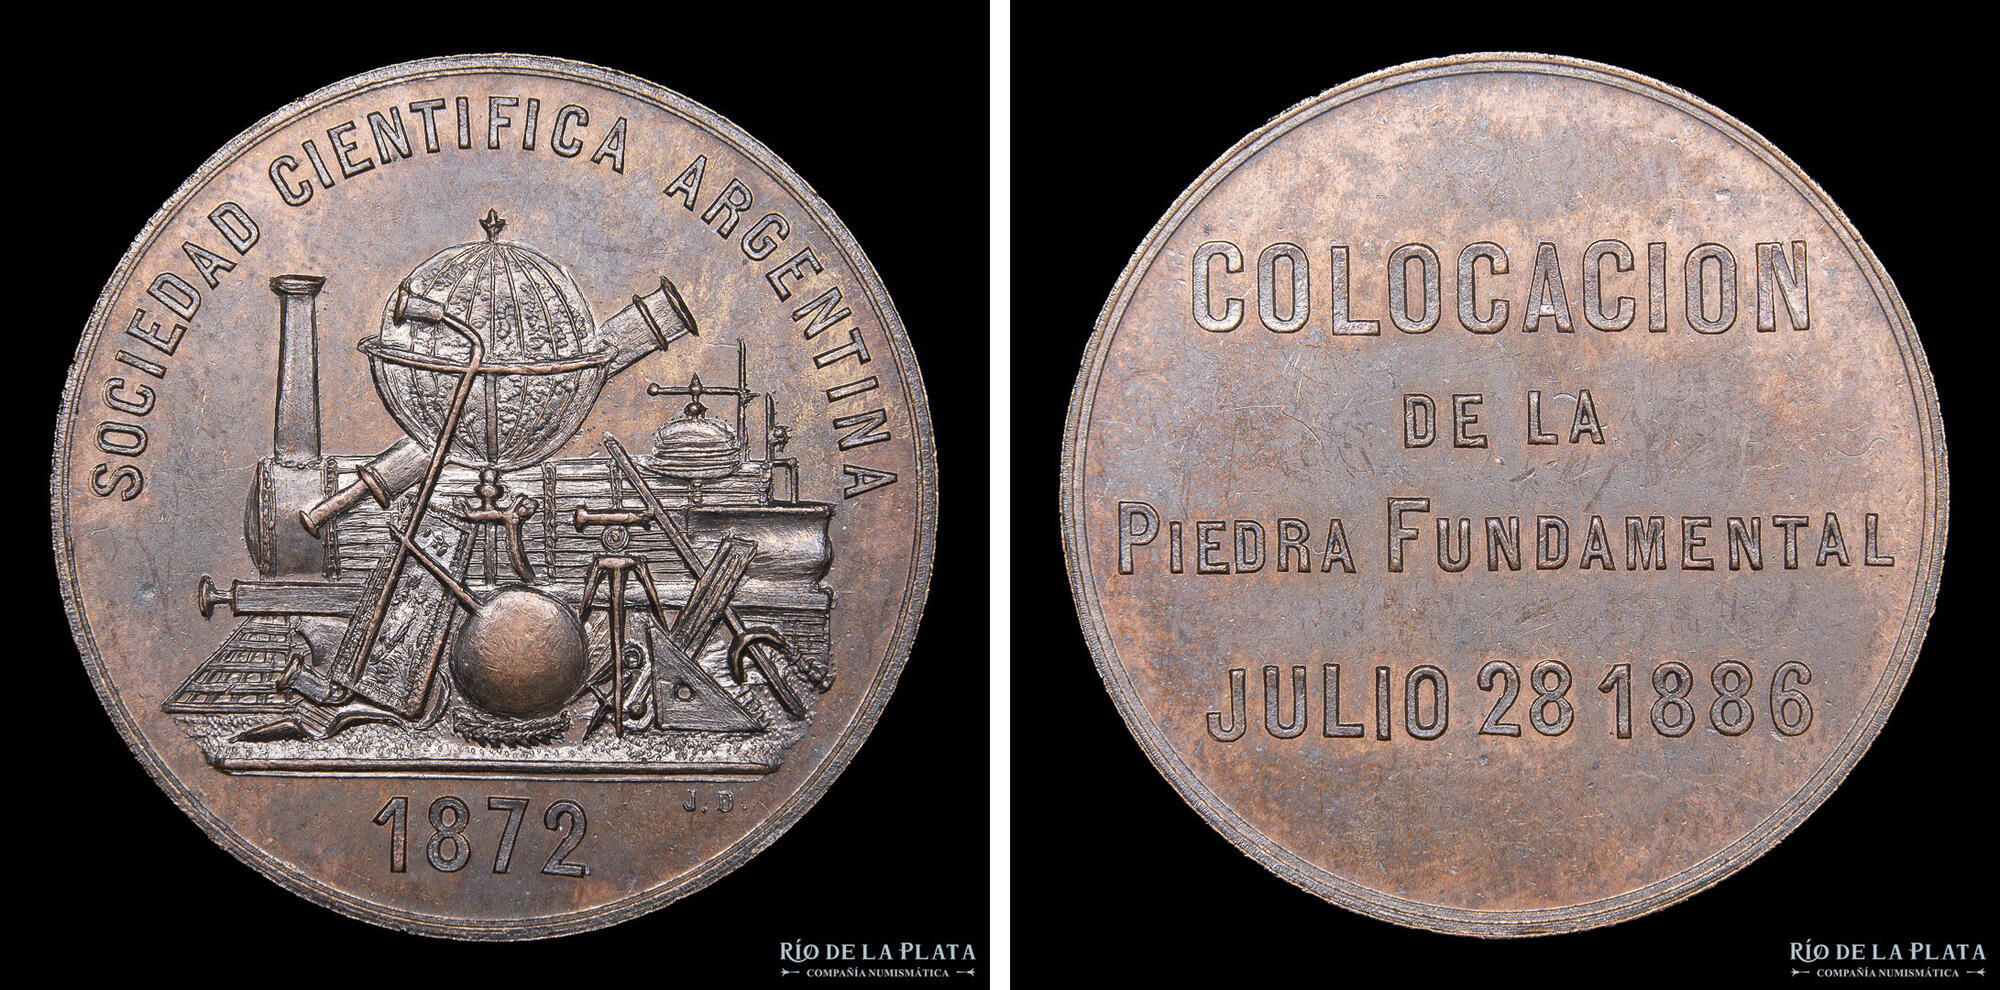 SOCIEDAD CIENTIFICA ARGENTINA
J. D.
1872
RÍO DE LA PLATA
COMPAÑÍA NUMISMÁTICA
COLOCACION
DE LA
PIEDRA FUNDAMENTAL
JULIO 28 1886
RÍO DE LA PLATA
COMPAÑÍA NUMISMÁTICA